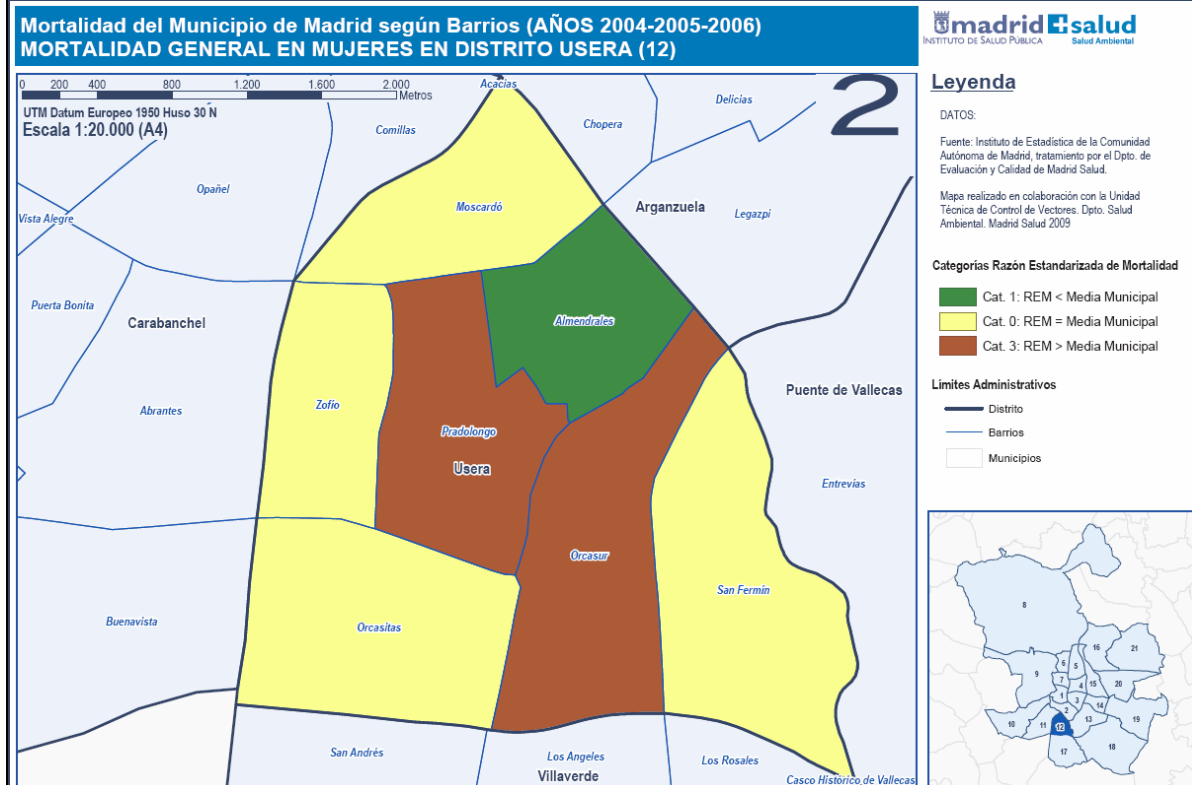 Mortalidad del Municipio de Madrid según Barrios (AÑOS 2004-2005-2006)
MORTALIDAD GENERAL EN MUJERES EN DISTRITO USERA (12)
madrid salud
INSTITUTO DE SALUD PÚBLICA Salud Ambiental
0 200 400 800 1.200 1.600 2.000
Metros
UTM Datum Europeo 1950 Huso 30 N
Escala 1:20.000 (A4)
2
Acacias
Comillas
Chopera
Delicias
Opañel
Vista Alegre
Moscardó
Arganzuela
Legazpi
Puerta Bonita
Carabanchel
Almendrales
Abrantes
Zofío
Pradolongo
Usera
Puente de Vallecas
Entrevías
Orcasur
San Fermín
Buenavista
Orcasitas
San Andrés
Los Angeles
Villaverde
Los Rosales
Casco Histórico de Vallecas
Leyenda
DATOS:
Fuente: Instituto de Estadística de la Comunidad
Autónoma de Madrid, tratamiento por el Dpto. de
Evaluación y Calidad de Madrid Salud.
Mapa realizado en colaboración con la Unidad
Técnica de Control de Vectores. Dpto. Salud
Ambiental. Madrid Salud 2009
Categorías Razón Estandarizada de Mortalidad
Cat. 1: REM < Media Municipal
Cat. 0: REM = Media Municipal
Cat. 3: REM > Media Municipal
Limites Administrativos
Distrito
Barrios
Municipios
8
16
21
9
6
5
7
4
15
20
1
3
14
2
10
11
12
13
19
17
18